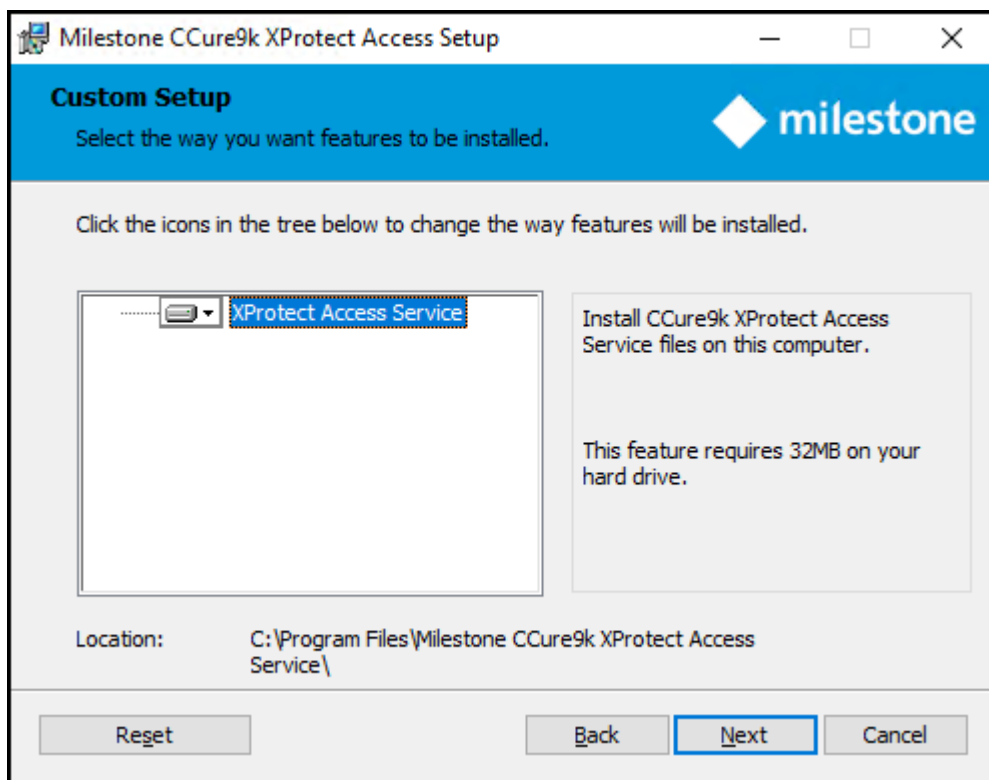 Milestone CCure9k XProtect Access Setup
Custom Setup
Select the way you want features to be installed.
milestone
Click the icons in the tree below to change the way features will be installed.
XProtect Access Service
Install CCure9k XProtect Access
Service files on this computer.
This feature requires 32MB on your
hard drive.
Location:
C:\Program Files\Milestone CCure9k XProtect Access
Service\
Reset
Back
Next
Cancel